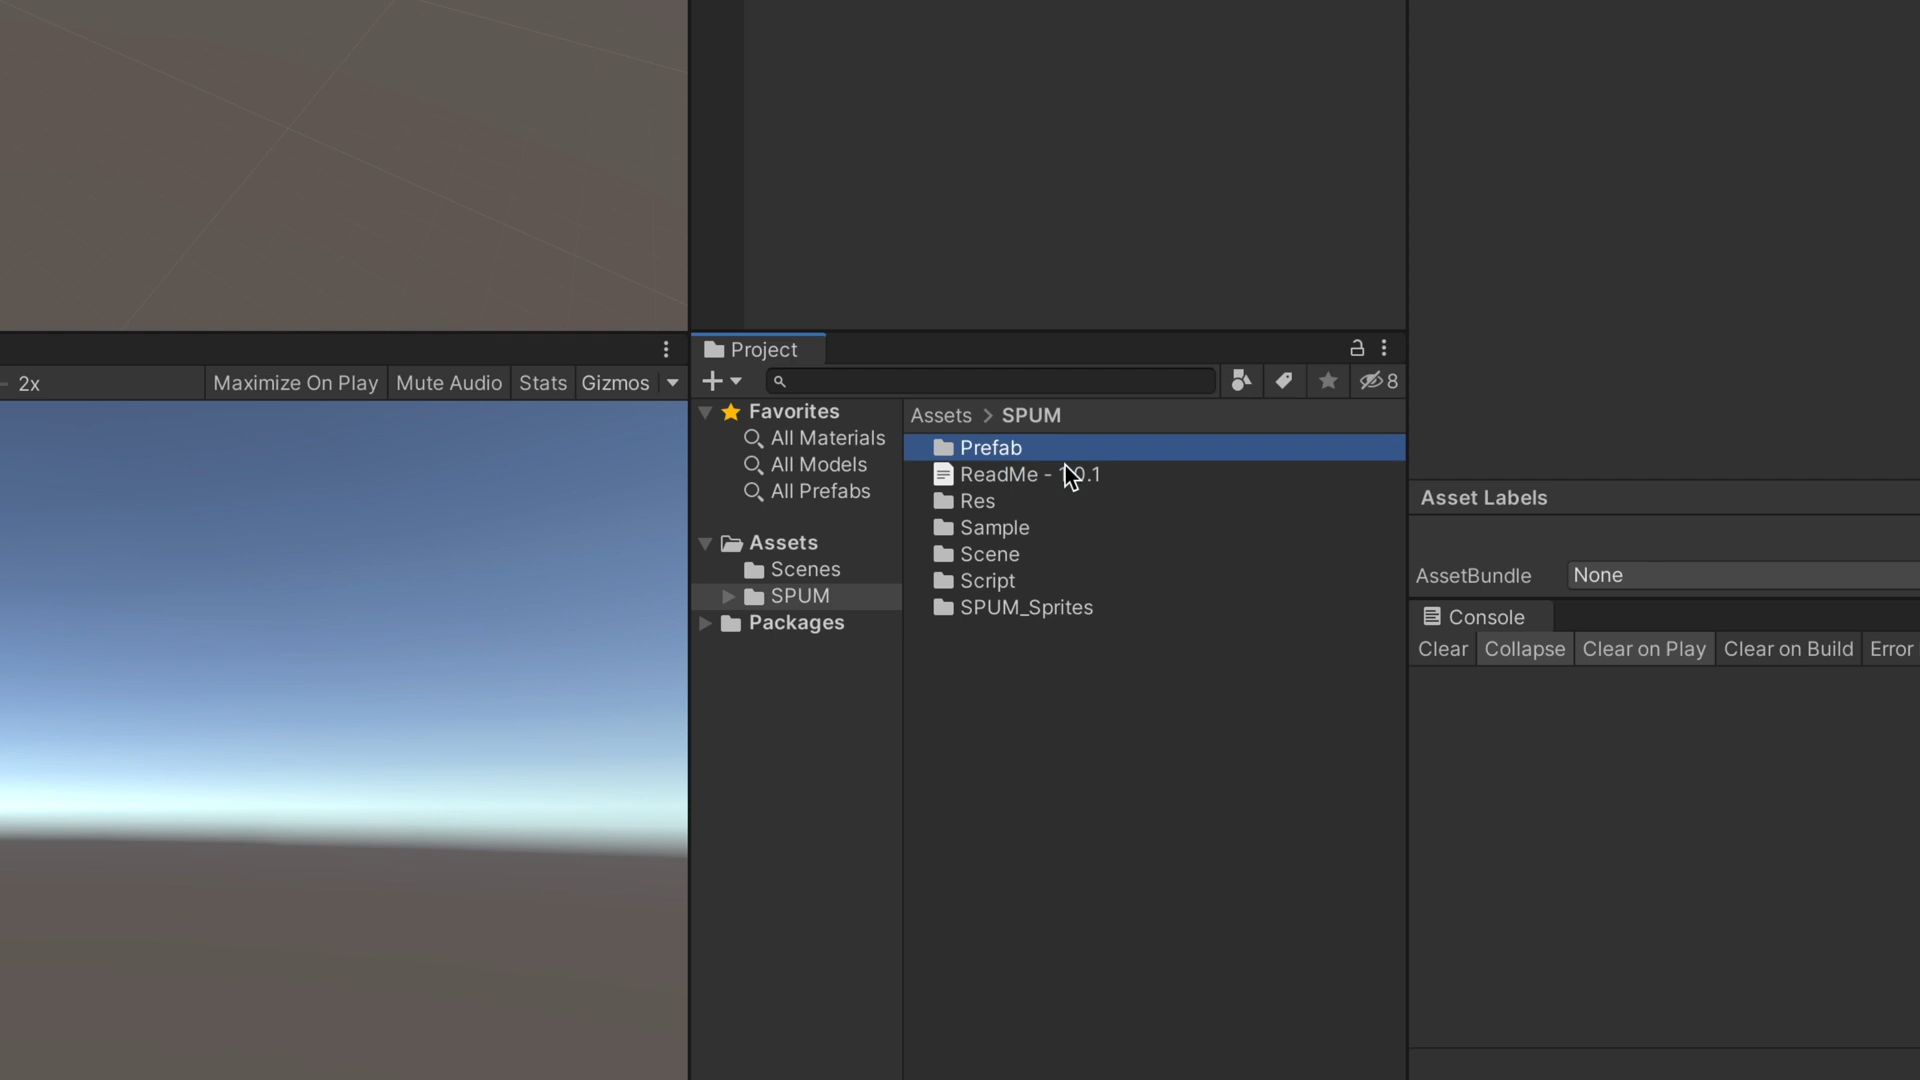 2x
Maximize On Play
Mute Audio
Stats
Gizmos
Project
8
Favorites
All Materials
All Models
All Prefabs
Assets
Scenes
SPUM
Packages
Assets > SPUM
Prefab
ReadMe -
Res
Sample
Scene
Script
SPUM_Sprites
Asset Labels
AssetBundle
None
Console
Clear
Collapse
Clear on Play
Clear on Build
Error